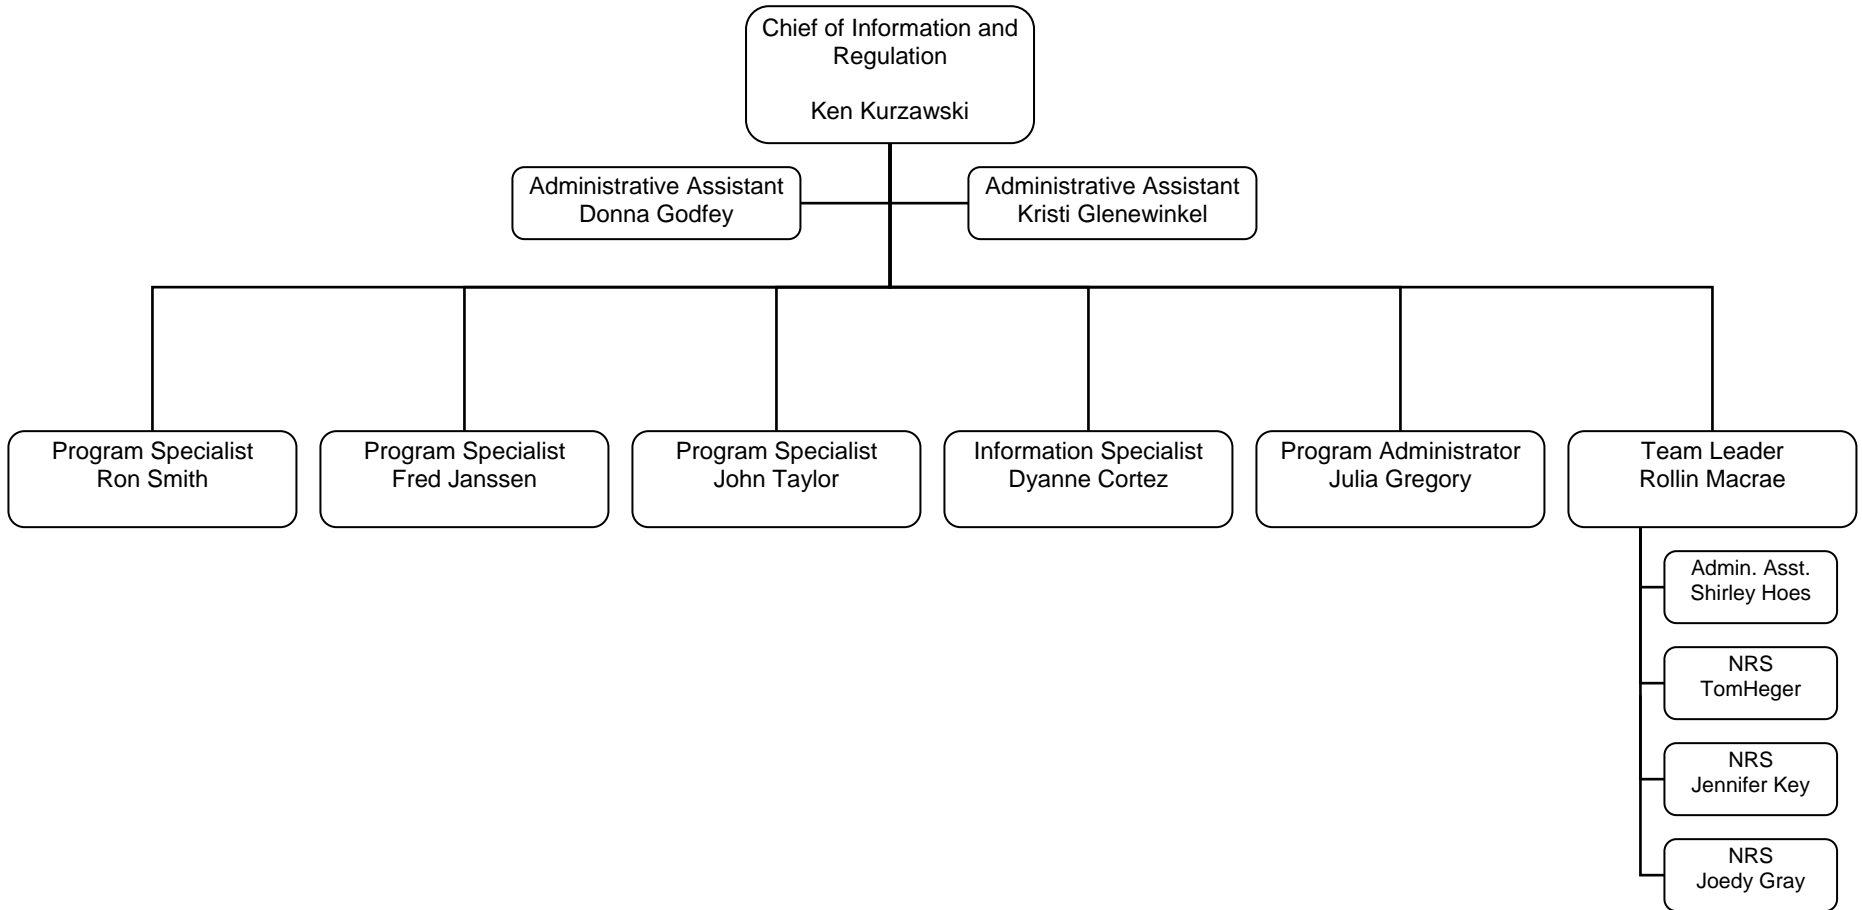 Chief of Information and
Regulation
Ken Kurzawski
Administrative Assistant
Donna Godfey
Administrative Assistant
Kristi Glenewinkel
Program Specialist
Ron Smith
Program Specialist
Fred Janssen
Program Specialist
John Taylor
Information Specialist
Dyanne Cortez
Program Administrator
Julia Gregory
Team Leader
Rollin Macrae
Admin. Asst.
Shirley Hoes
NRS
TomHeger
NRS
Jennifer Key
NRS
Joedy Gray